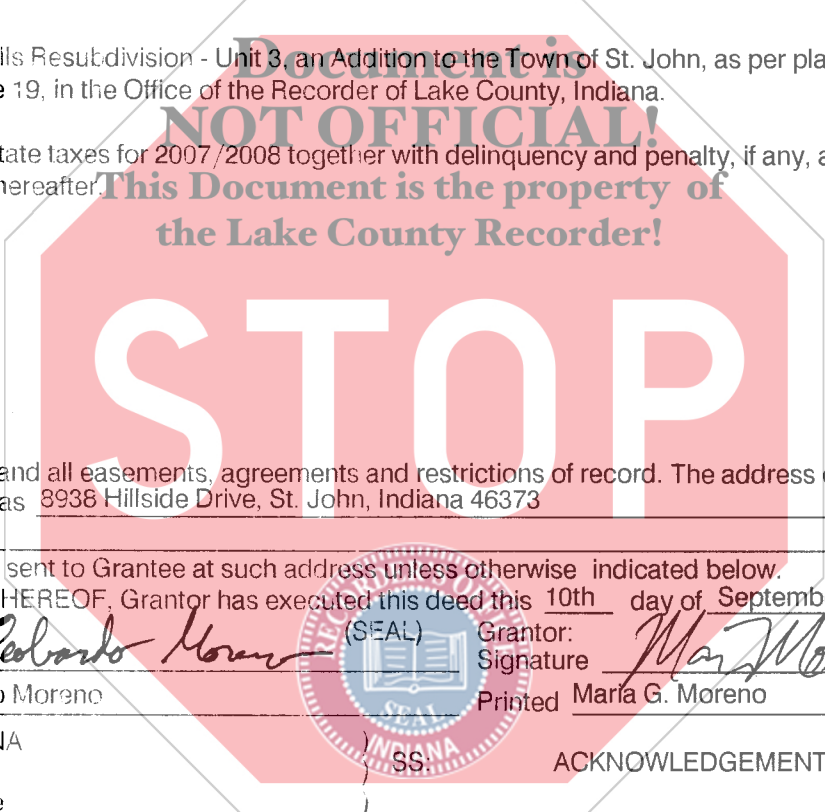 Document is
lls Resubdivision - Unit 3, an Addition to the Town of St. John, as per pla
e 19, in the Office of the Recorder of Lake County, Indiana.
NOT OFFICIAL!
tate taxes for 2007/2008 together with delinquency and penalty, if any, a
hereafter.
This Document is the property of
the Lake County Recorder!
STOP
and all easements, agreements and restrictions of record. The address o
as 8938 Hillside Drive, St. John, Indiana 46373
sent to Grantee at such address unless otherwise indicated below.
HEREOF, Grantor has executed this deed this 10th day of Septemb
Leobardo Moreno (SEAL) Grantor:
Signature
o Moreno Printed Maria G. Moreno
SEAL
INDIANA
NA ) SS: ACKNOWLEDGEMENT
)
e